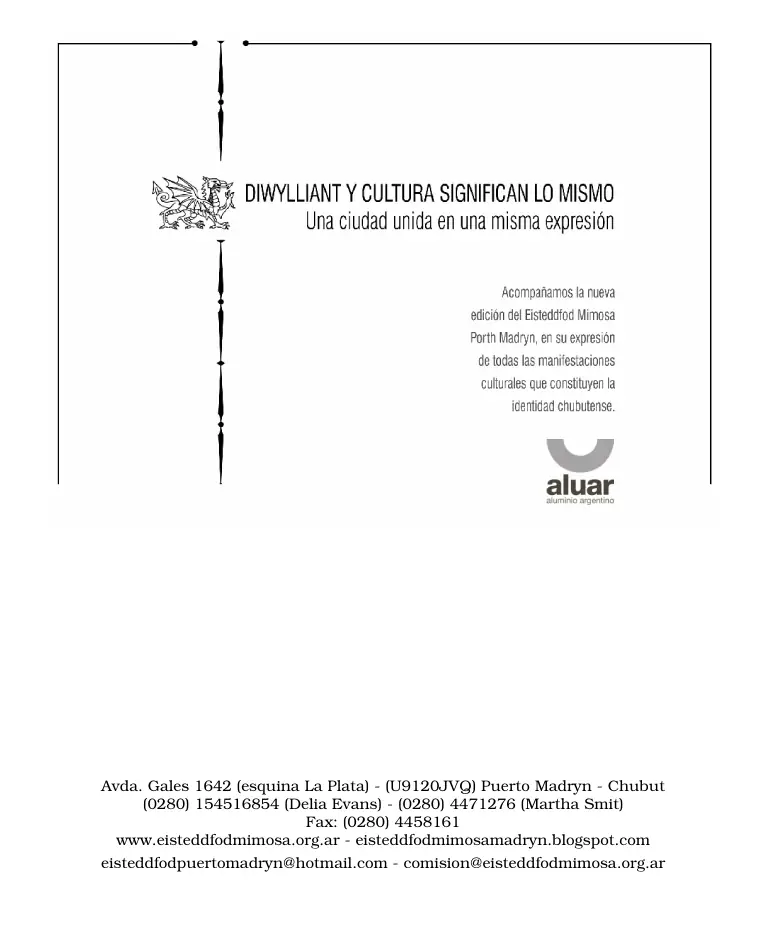 DIWYLLIANT Y CULTURA SIGNIFICAN LO MISMO
Una ciudad unida en una misma expresión
Acompañamos la nueva
edición del Eisteddfod Mimosa
Porth Madryn, en su expresión
de todas las manifestaciones
culturales que constituyen la
identidad chubutense.
aluar
aluminio argentino
Avda. Gales 1642 (esquina La Plata) - (U9120JVQ) Puerto Madryn - Chubut
(0280) 154516854 (Delia Evans) - (0280) 4471276 (Martha Smit)
Fax: (0280) 4458161
www.eisteddfodmimosa.org.ar - eisteddfodmimosamadryn.blogspot.com
eisteddfodpuertomadryn@hotmail.com - comision@eisteddfodmimosa.org.ar